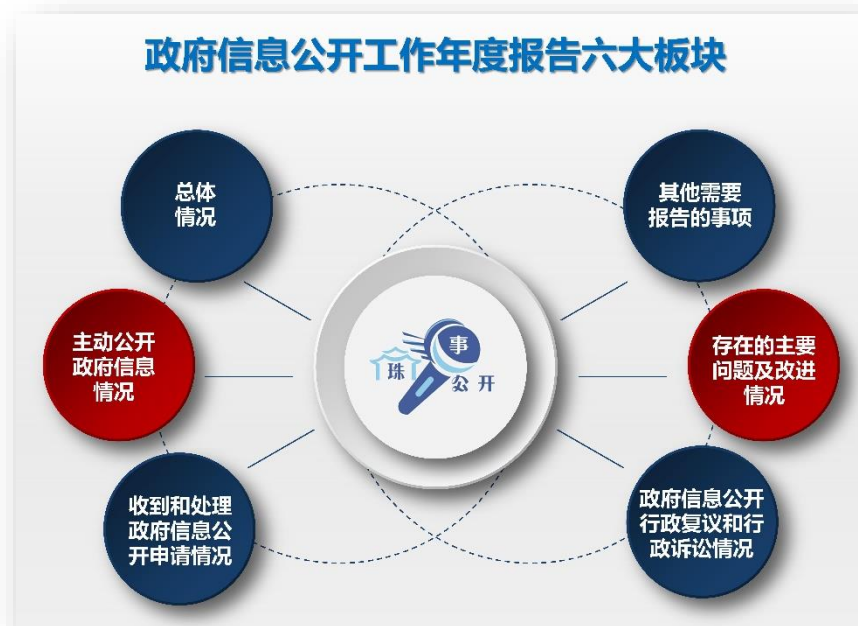 政府信息公开工作年度报告六大板块
总体
情况
其他需要
报告的事项
主动公开
政府信息
情况
事
珠
公开
存在的主要
问题及改进
情况
收到和处理
政府信息公
开申请情况
政府信息公开
行政复议和行
政诉讼情况